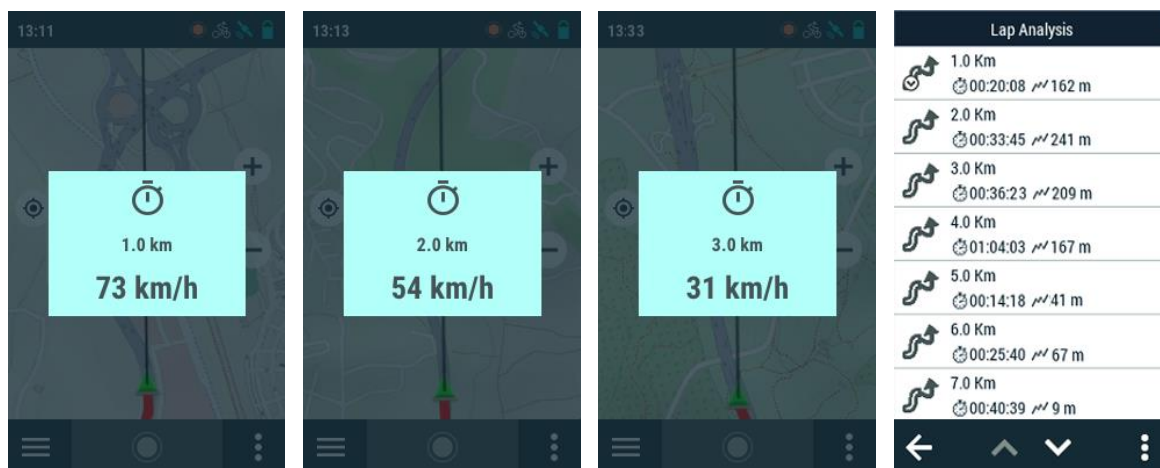 13:11
1.0 km
73 km/h
13:13
2.0 km
54 km/h
13:33
3.0 km
31 km/h
Lap Analysis
1.0 Km
00:20:08 162 m
2.0 Km
00:33:45 241 m
3.0 Km
00:36:23 209 m
4.0 Km
01:04:03 167 m
5.0 Km
00:14:18 41 m
6.0 Km
00:25:40 67 m
7.0 Km
00:40:39 9 m